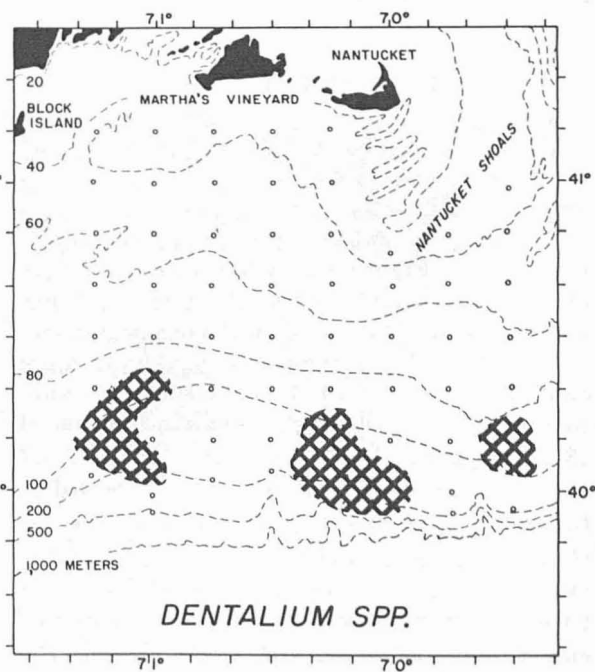 71° 70°
NANTUCKET
20
BLOCK
ISLAND
MARTHA'S VINEYARD
NANTUCKET SHOALS
40
41°
60
80
100
40°
200
500
1000 METERS
DENTALIUM SPP.
71° 70°